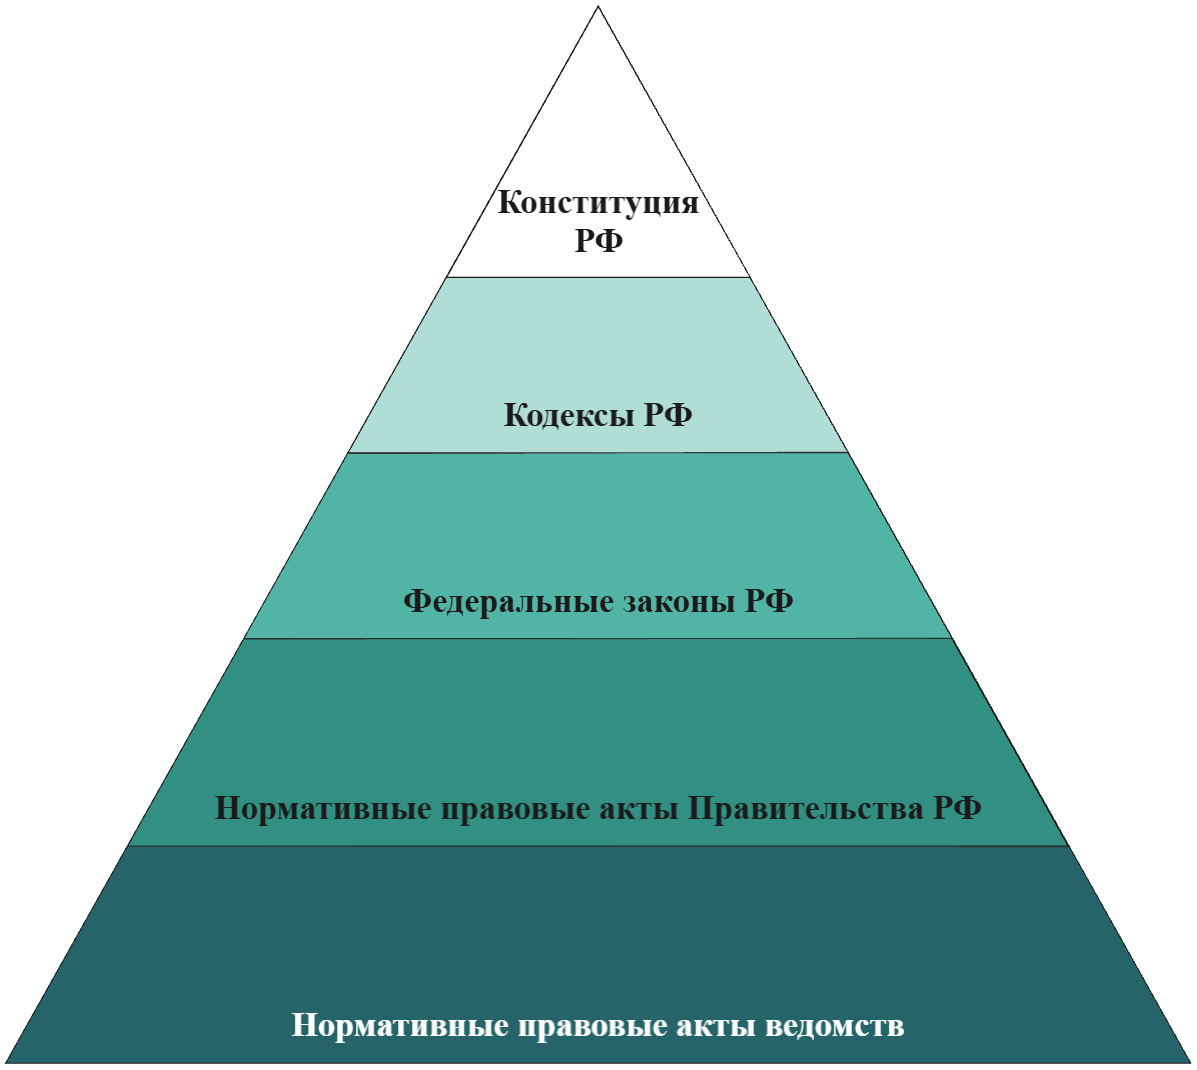 Конституция
РФ
Кодексы РФ
Федеральные законы РФ
Нормативные правовые акты Правительства РФ
Нормативные правовые акты ведомств